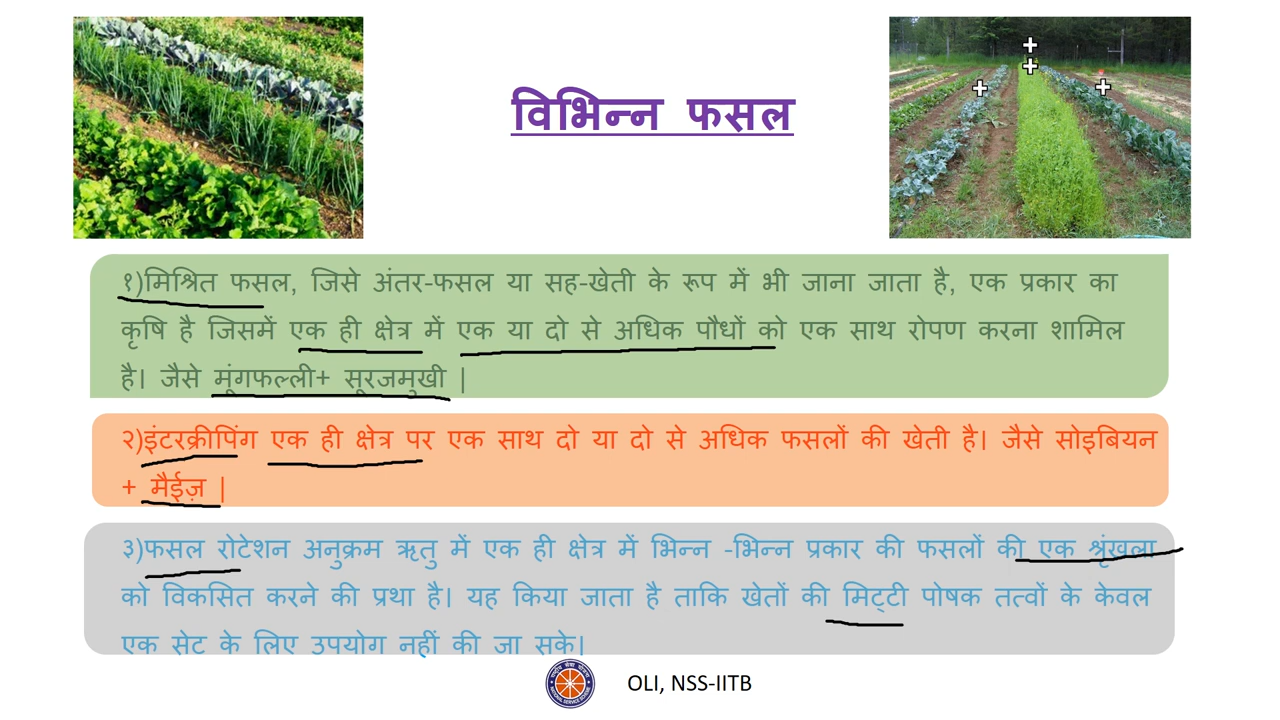 विभिन्न फसल
१)मिश्रित फसल, जिसे अंतर-फसल या सह-खेती के रूप में भी जाना जाता है, एक प्रकार का
कृषि है जिसमें एक ही क्षेत्र में एक या दो से अधिक पौधों को एक साथ रोपण करना शामिल
है। जैसे मूंगफल्ली+ सूरजमुखी |
२)इंटरक्रीपिंग एक ही क्षेत्र पर एक साथ दो या दो से अधिक फसलों की खेती है। जैसे सोइबियन
+ मैईज़ |
३)फसल रोटेशन अनुक्रम ऋतु में एक ही क्षेत्र में भिन्न -भिन्न प्रकार की फसलों की एक श्रृंखला
को विकसित करने की प्रथा है। यह किया जाता है ताकि खेतों की मिट्टी पोषक तत्वों के केवल
एक सेट के लिए उपयोग नहीं की जा सके।
OLI, NSS-IITB